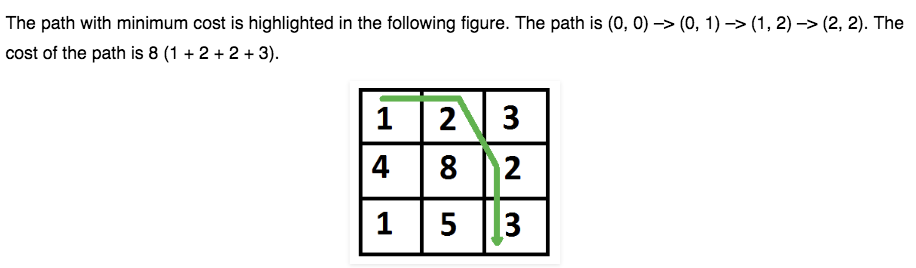 The path with minimum cost is highlighted in the following figure. The path is (0, 0) –> (0, 1) –> (1, 2) –> (2, 2). The
cost of the path is 8 (1 + 2 + 2 + 3).
1 2 3
4 8 2
1 5 3